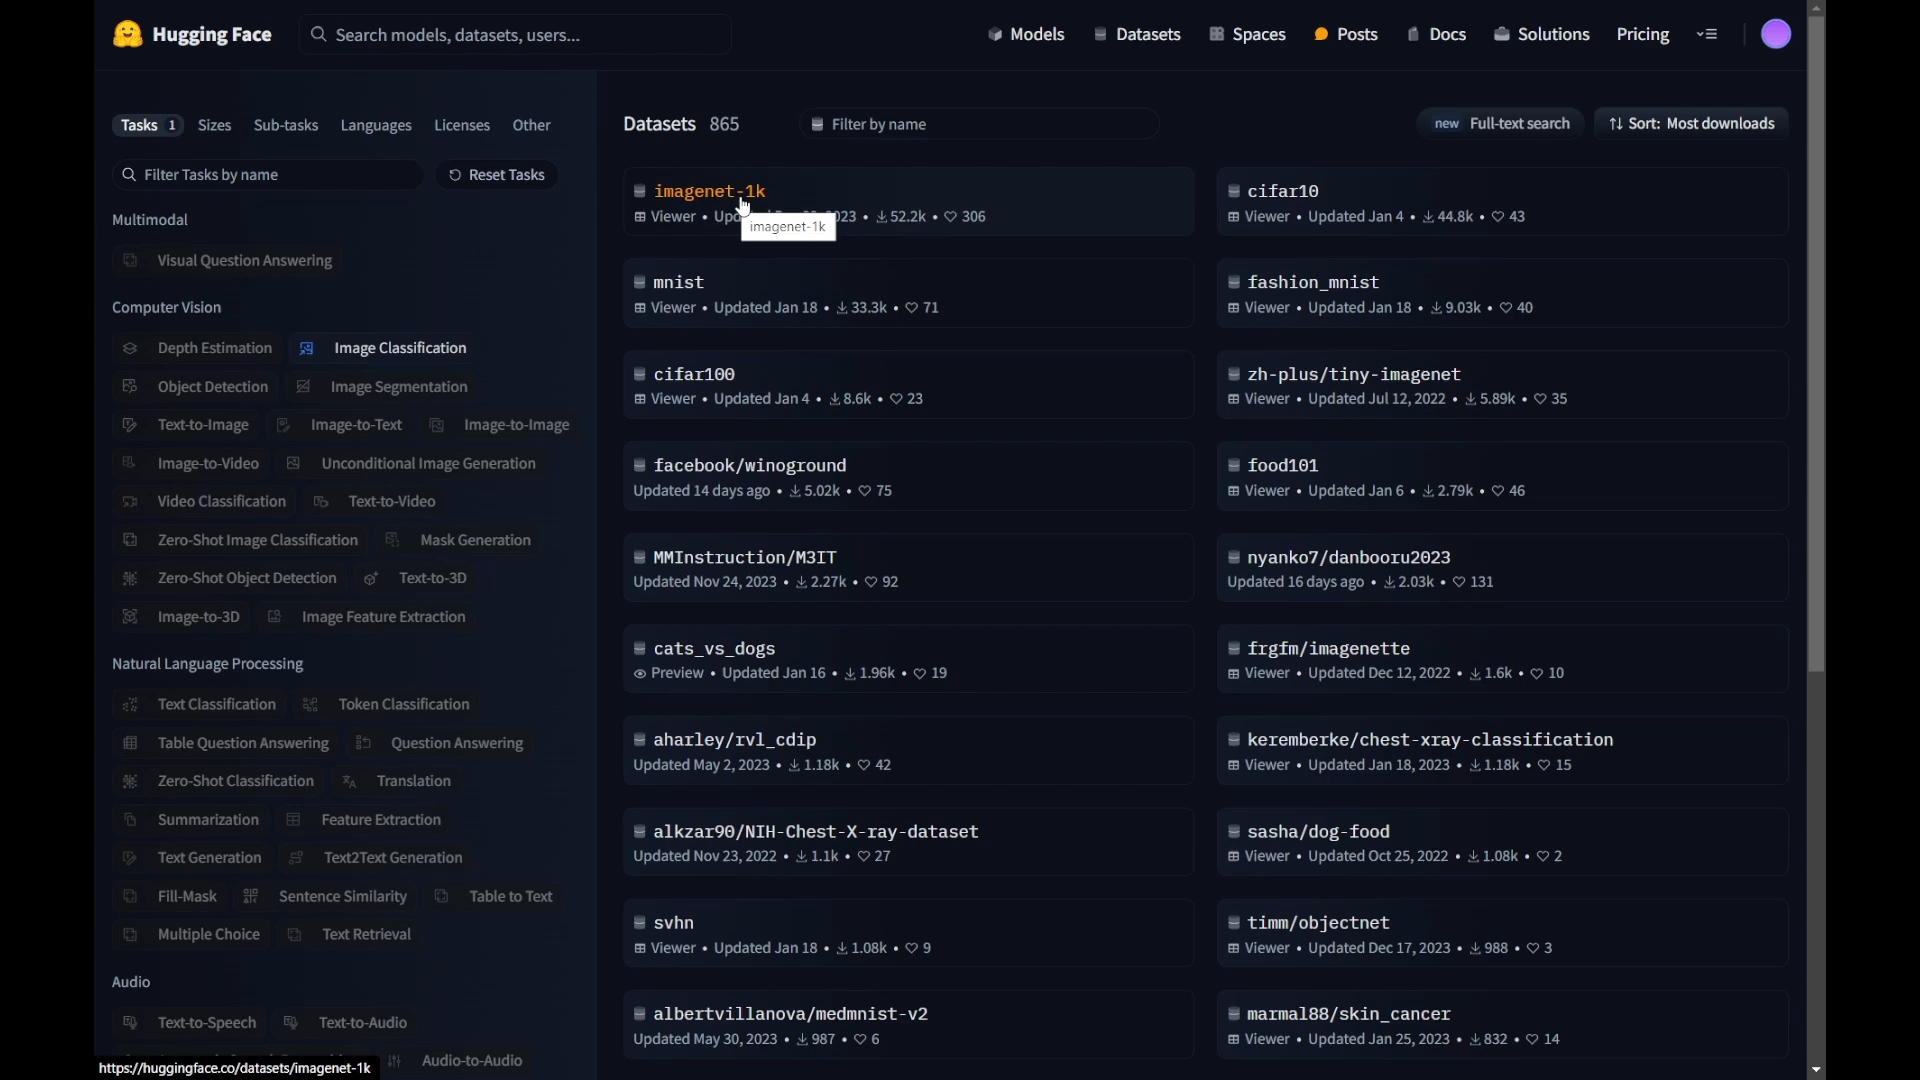 Hugging Face
Search models, datasets, users...
Models
Datasets
Spaces
Posts
Docs
Solutions
Pricing
Tasks 1
Sizes
Sub-tasks
Languages
Licenses
Other
Filter Tasks by name
Reset Tasks
Multimodal
Visual Question Answering
Computer Vision
Depth Estimation
Image Classification
Object Detection
Image Segmentation
Text-to-Image
Image-to-Text
Image-to-Image
Image-to-Video
Unconditional Image Generation
Video Classification
Text-to-Video
Zero-Shot Image Classification
Mask Generation
Zero-Shot Object Detection
Text-to-3D
Image-to-3D
Image Feature Extraction
Natural Language Processing
Text Classification
Token Classification
Table Question Answering
Question Answering
Zero-Shot Classification
Translation
Summarization
Feature Extraction
Text Generation
Text2Text Generation
Fill-Mask
Sentence Similarity
Table to Text
Multiple Choice
Text Retrieval
Audio
Text-to-Speech
Text-to-Audio
Audio-to-Audio
https://huggingface.co/datasets/imagenet-1k
Datasets 865
Filter by name
new Full-text search
Sort: Most downloads
imagenet-1k
Viewer • 23 • 52.2k • 306
imagenet-1k
cifar10
Viewer • Updated Jan 4 • 44.8k • 43
mnist
Viewer • Updated Jan 18 • 33.3k • 71
fashion_mnist
Viewer • Updated Jan 18 • 9.03k • 40
cifar100
Viewer • Updated Jan 4 • 8.6k • 23
zh-plus/tiny-imagenet
Viewer • Updated Jul 12, 2022 • 5.89k • 35
facebook/winoground
Updated 14 days ago • 5.02k • 75
food101
Viewer • Updated Jan 6 • 2.79k • 46
MMInstruction/M3IT
Updated Nov 24, 2023 • 2.27k • 92
nyanko7/danbooru2023
Updated 16 days ago • 2.03k • 131
cats_vs_dogs
Preview • Updated Jan 16 • 1.96k • 19
frgfm/imagenette
Viewer • Updated Dec 12, 2022 • 1.6k • 10
aharley/rvl_cdip
Updated May 2, 2023 • 1.18k • 42
keremberke/chest-xray-classification
Viewer • Updated Jan 18, 2023 • 1.18k • 15
alkzar90/NIH-Chest-X-ray-dataset
Updated Nov 23, 2022 • 1.1k • 27
sasha/dog-food
Viewer • Updated Oct 25, 2022 • 1.08k • 2
svhn
Viewer • Updated Jan 18 • 1.08k • 9
timm/objectnet
Viewer • Updated Dec 17, 2023 • 988 • 3
albertvillanova/medmnist-v2
Updated May 30, 2023 • 987 • 6
marmal88/skin_cancer
Viewer • Updated Jan 25, 2023 • 832 • 14